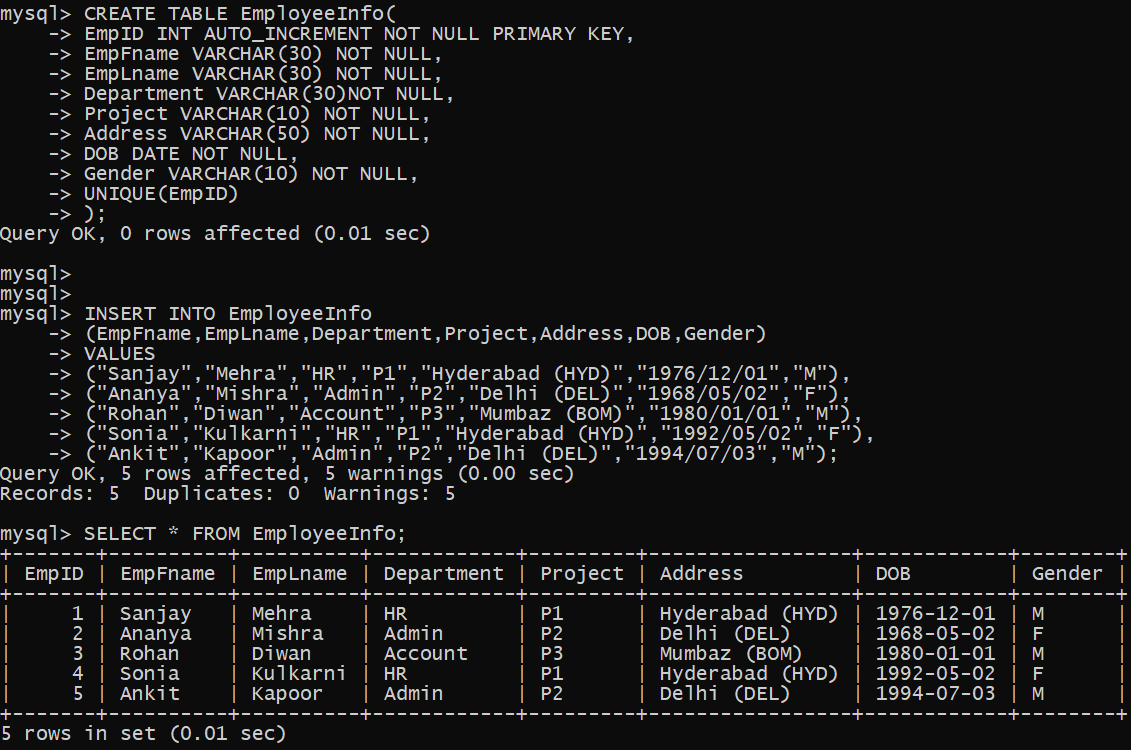 mysql> CREATE TABLE EmployeeInfo(
    -> EmpID INT AUTO_INCREMENT NOT NULL PRIMARY KEY,
    -> EmpFname VARCHAR(30) NOT NULL,
    -> EmpLname VARCHAR(30) NOT NULL,
    -> Department VARCHAR(30)NOT NULL,
    -> Project VARCHAR(10) NOT NULL,
    -> Address VARCHAR(50) NOT NULL,
    -> DOB DATE NOT NULL,
    -> Gender VARCHAR(10) NOT NULL,
    -> UNIQUE(EmpID)
    -> );
Query OK, 0 rows affected (0.01 sec)

mysql>
mysql>
mysql> INSERT INTO EmployeeInfo
    -> (EmpFname,EmpLname,Department,Project,Address,DOB,Gender)
    -> VALUES
    -> ("Sanjay","Mehra","HR","P1","Hyderabad (HYD)","1976/12/01","M"),
    -> ("Ananya","Mishra","Admin","P2","Delhi (DEL)","1968/05/02","F"),
    -> ("Rohan","Diwan","Account","P3","Mumbaz (BOM)","1980/01/01","M"),
    -> ("Sonia","Kulkarni","HR","P1","Hyderabad (HYD)","1992/05/02","F"),
    -> ("Ankit","Kapoor","Admin","P2","Delhi (DEL)","1994/07/03","M");
Query OK, 5 rows affected, 5 warnings (0.00 sec)
Records: 5  Duplicates: 0  Warnings: 5

mysql> SELECT * FROM EmployeeInfo;
+-------+----------+----------+------------+---------+-----------------+------------+--------+
| EmpID | EmpFname | EmpLname | Department | Project | Address         | DOB        | Gender |
+-------+----------+----------+------------+---------+-----------------+------------+--------+
|     1 | Sanjay   | Mehra    | HR         | P1      | Hyderabad (HYD) | 1976-12-01 | M      |
|     2 | Ananya   | Mishra   | Admin      | P2      | Delhi (DEL)     | 1968-05-02 | F      |
|     3 | Rohan    | Diwan    | Account    | P3      | Mumbaz (BOM)    | 1980-01-01 | M      |
|     4 | Sonia    | Kulkarni | HR         | P1      | Hyderabad (HYD) | 1992-05-02 | F      |
|     5 | Ankit    | Kapoor   | Admin      | P2      | Delhi (DEL)     | 1994-07-03 | M      |
+-------+----------+----------+------------+---------+-----------------+------------+--------+
5 rows in set (0.01 sec)